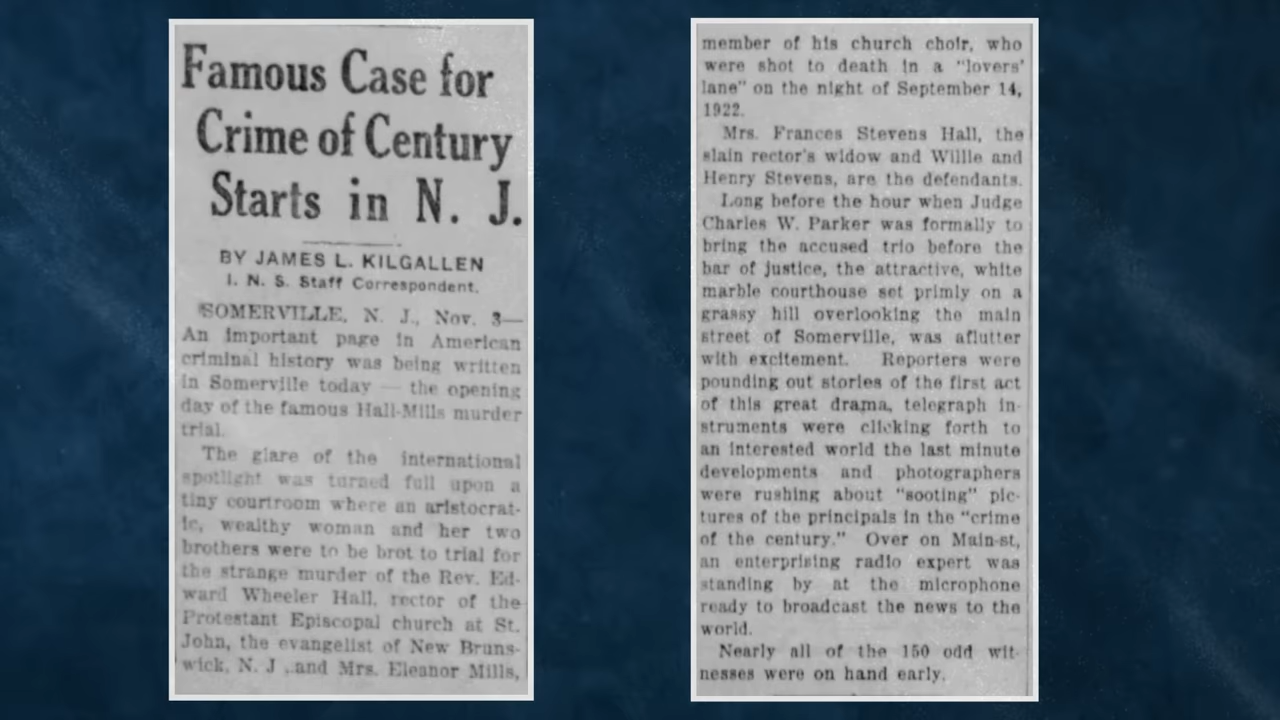 Famous Case for
Crime of Century
Starts in N. J.
BY JAMES L. KILGALLEN
I. N. S. Staff Correspondent.
SOMERVILLE, N. J., Nov. 3—
An important page in American
criminal history was being written
in Somerville today — the opening
day of the famous Hall-Mills murder
trial.
The glare of the international
spotlight was turned full upon a
tiny courtroom where an aristocrat-
ic, wealthy woman and her two
brothers were to be brot to trial for
the strange murder of the Rev. Ed-
ward Wheeler Hall, rector of the
Protestant Episcopal church at St.
John, the evangelist of New Bruns-
wick, N. J ., and Mrs. Eleanor Mills,
member of his church choir, who
were shot to death in a "lovers'
lane" on the night of September 14,
1922.
Mrs. Frances Stevens Hall, the
slain rector's widow and Willie and
Henry Stevens, are the defendants.
Long before the hour when Judge
Charles W. Parker was formally to
bring the accused trio before the
bar of justice, the attractive, white
marble courthouse set primly on a
grassy hill overlooking the main
street of Somerville, was aflutter
with excitement. Reporters were
pounding out stories of the first act
of this great drama, telegraph in-
struments were clicking forth to
an interested world the last minute
developments and photographers
were rushing about "sooting" pic-
tures of the principals in the "crime
of the century." Over on Main-st,
an enterprising radio expert was
standing by at the microphone
ready to broadcast the news to the
world.
Nearly all of the 150 odd wit-
nesses were on hand early.